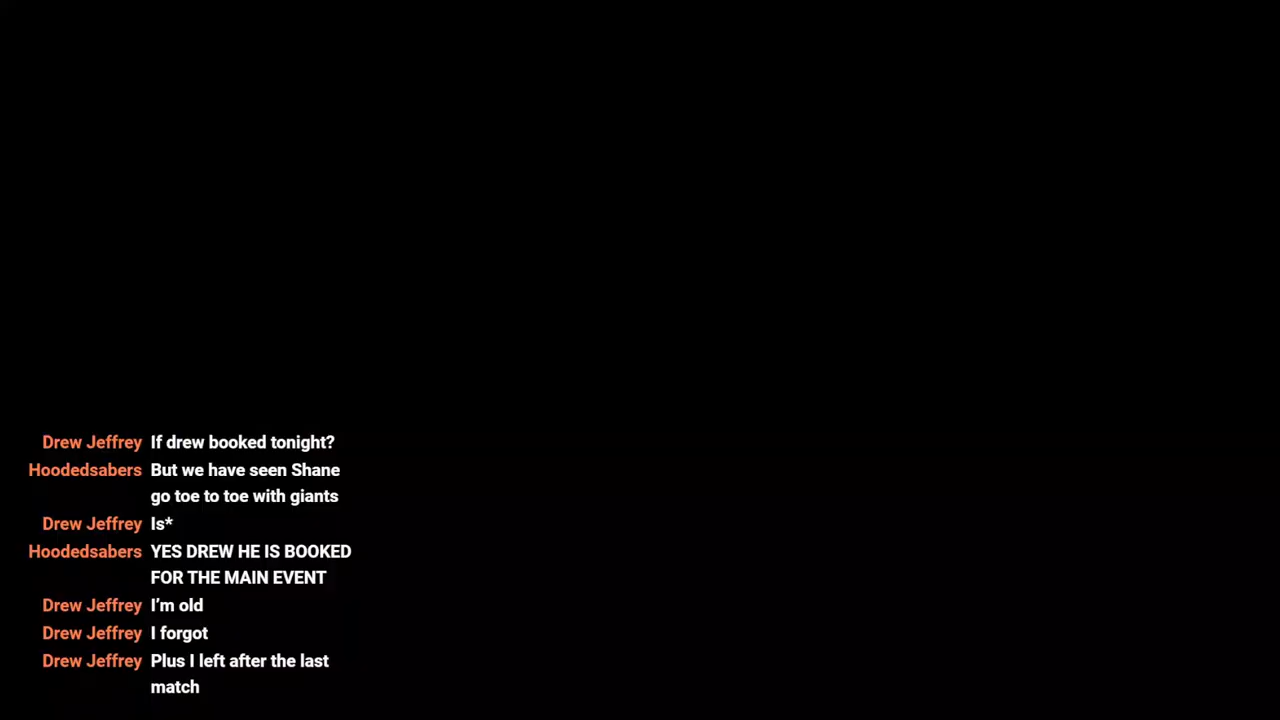 Drew Jeffrey If drew booked tonight?
Hoodedsabers But we have seen Shane
go toe to toe with giants
Drew Jeffrey Is*
Hoodedsabers YES DREW HE IS BOOKED
FOR THE MAIN EVENT
Drew Jeffrey I’m old
Drew Jeffrey I forgot
Drew Jeffrey Plus I left after the last
match